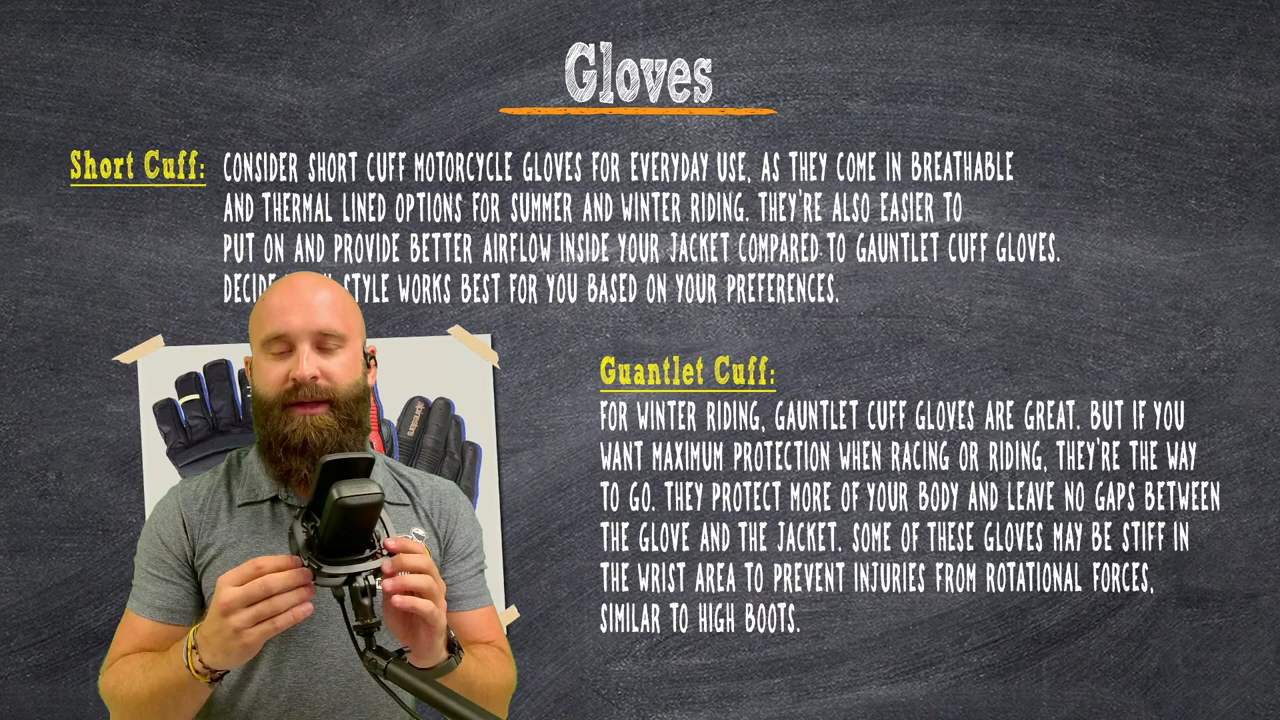 Gloves
Short Cuff: CONSIDER SHORT CUFF MOTORCYCLE GLOVES FOR EVERYDAY USE, AS THEY COME IN BREATHABLE
AND THERMAL LINED OPTIONS FOR SUMMER AND WINTER RIDING. THEY'RE ALSO EASIER TO
PUT ON AND PROVIDE BETTER AIRFLOW INSIDE YOUR JACKET COMPARED TO GAUNTLET CUFF GLOVES.
STYLE WORKS BEST FOR YOU BASED ON YOUR PREFERENCES.
Guantlet Cuff:
FOR WINTER RIDING, GAUNTLET CUFF GLOVES ARE GREAT. BUT IF YOU
WANT MAXIMUM PROTECTION WHEN RACING OR RIDING, THEY'RE THE WAY
TO GO. THEY PROTECT MORE OF YOUR BODY AND LEAVE NO GAPS BETWEEN
THE GLOVE AND THE JACKET. SOME OF THESE GLOVES MAY BE STIFF IN
THE WRIST AREA TO PREVENT INJURIES FROM ROTATIONAL FORCES,
SIMILAR TO HIGH BOOTS.